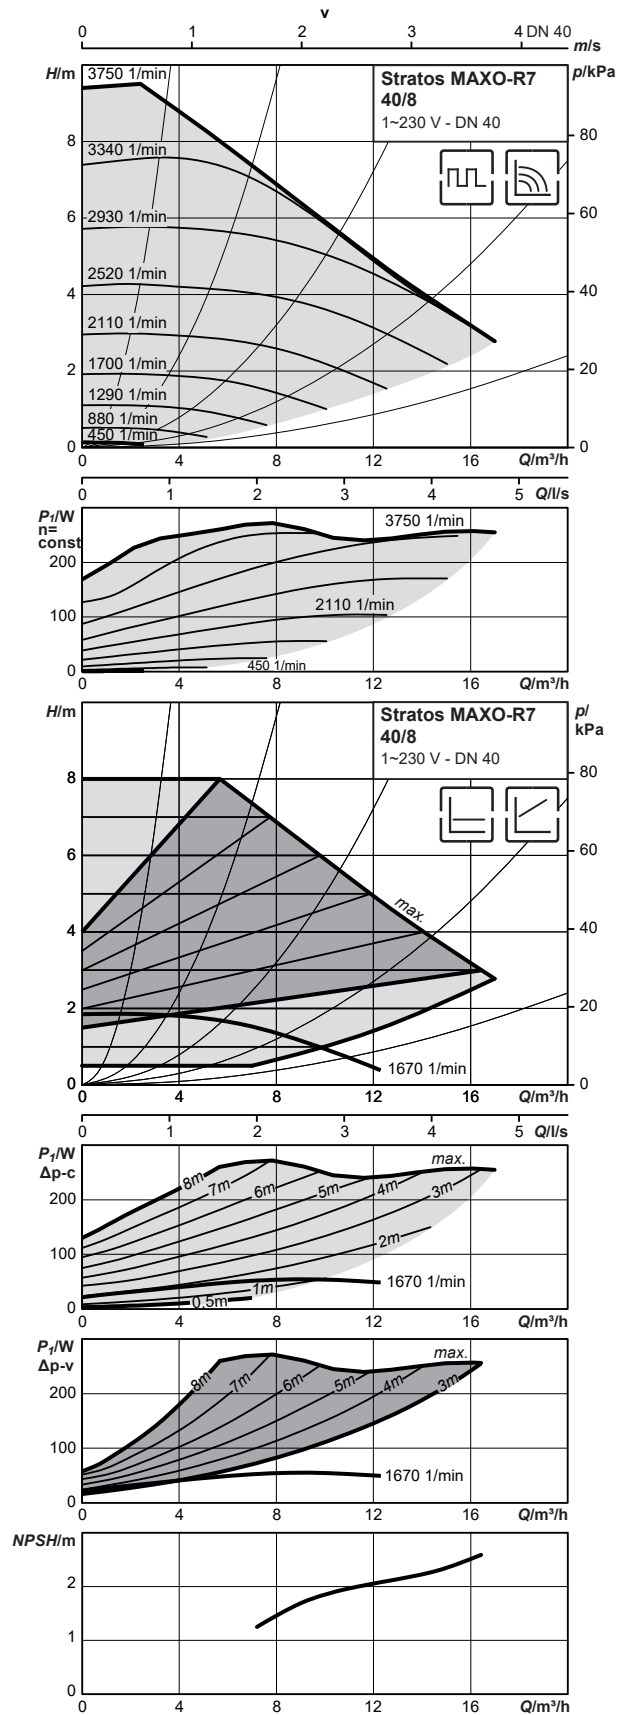 v
0 1 2 3 4 DN 40
m/s
H/m
p/kPa
Stratos MAXO-R7
40/8
1~230 V - DN 40
3750 1/min
3340 1/min
2930 1/min
2520 1/min
2110 1/min
1700 1/min
1290 1/min
880 1/min
450 1/min
8
6
4
2
0
80
60
40
20
0
0 4 8 12 16 Q/m³/h
0 1 2 3 4 5 Q/l/s
P1/W
n=
const
200
100
0
3750 1/min
2110 1/min
450 1/min
0 4 8 12 16 Q/m³/h
H/m
p/
kPa
Stratos MAXO-R7
40/8
1~230 V - DN 40
8
6
4
2
0
80
60
40
20
0
max.
1670 1/min
0 4 8 12 16 Q/m³/h
0 1 2 3 4 5 Q/l/s
P1/W
Δp-c
200
100
0
max.
8m 7m 6m 5m 4m 3m
2m
1m
0,5m
1670 1/min
0 4 8 12 16 Q/m³/h
P1/W
Δp-v
200
100
0
max.
8m 7m 6m 5m 4m 3m
1670 1/min
0 4 8 12 16 Q/m³/h
NPSH/m
2
1
0
0 4 8 12 16 Q/m³/h